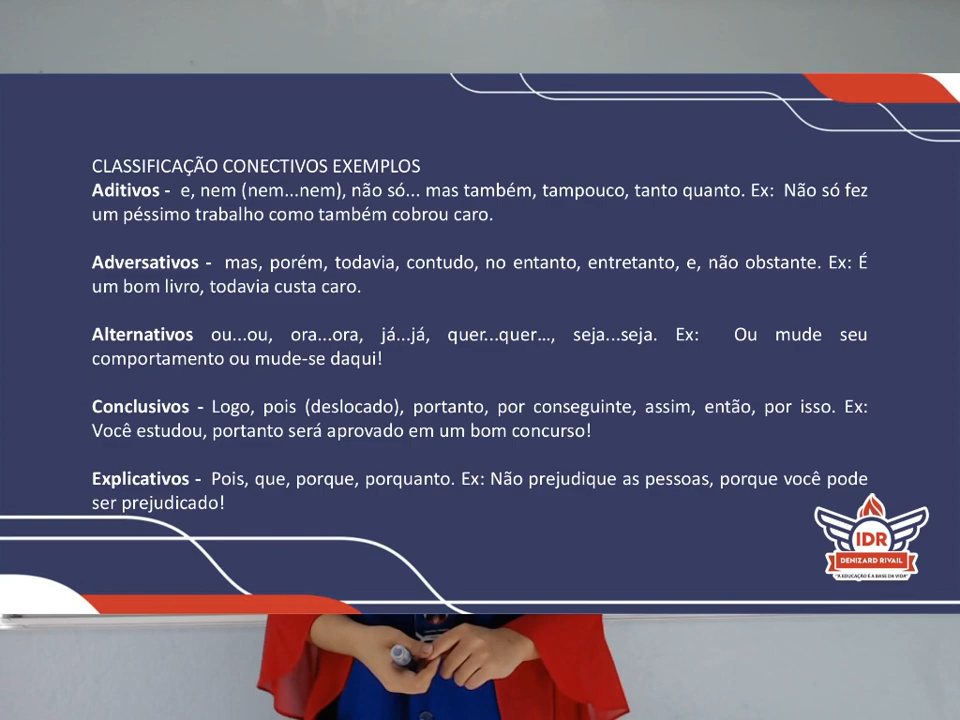 CLASSIFICAÇÃO CONECTIVOS EXEMPLOS
Aditivos - e, nem (nem...nem), não só... mas também, tampouco, tanto quanto. Ex: Não só fez
um péssimo trabalho como também cobrou caro.
Adversativos - mas, porém, todavia, contudo, no entanto, entretanto, e, não obstante. Ex: É
um bom livro, todavia custa caro.
Alternativos ou...ou, ora...ora, já...já, quer...quer..., seja...seja. Ex: Ou mude seu
comportamento ou mude-se daqui!
Conclusivos - Logo, pois (deslocado), portanto, por conseguinte, assim, então, por isso. Ex:
Você estudou, portanto será aprovado em um bom concurso!
Explicativos - Pois, que, porque, porquanto. Ex: Não prejudique as pessoas, porque você pode
ser prejudicado!
IDR
DENIZARD RIVAIL
"A EDUCAÇÃO É A BASE DA VIDA"